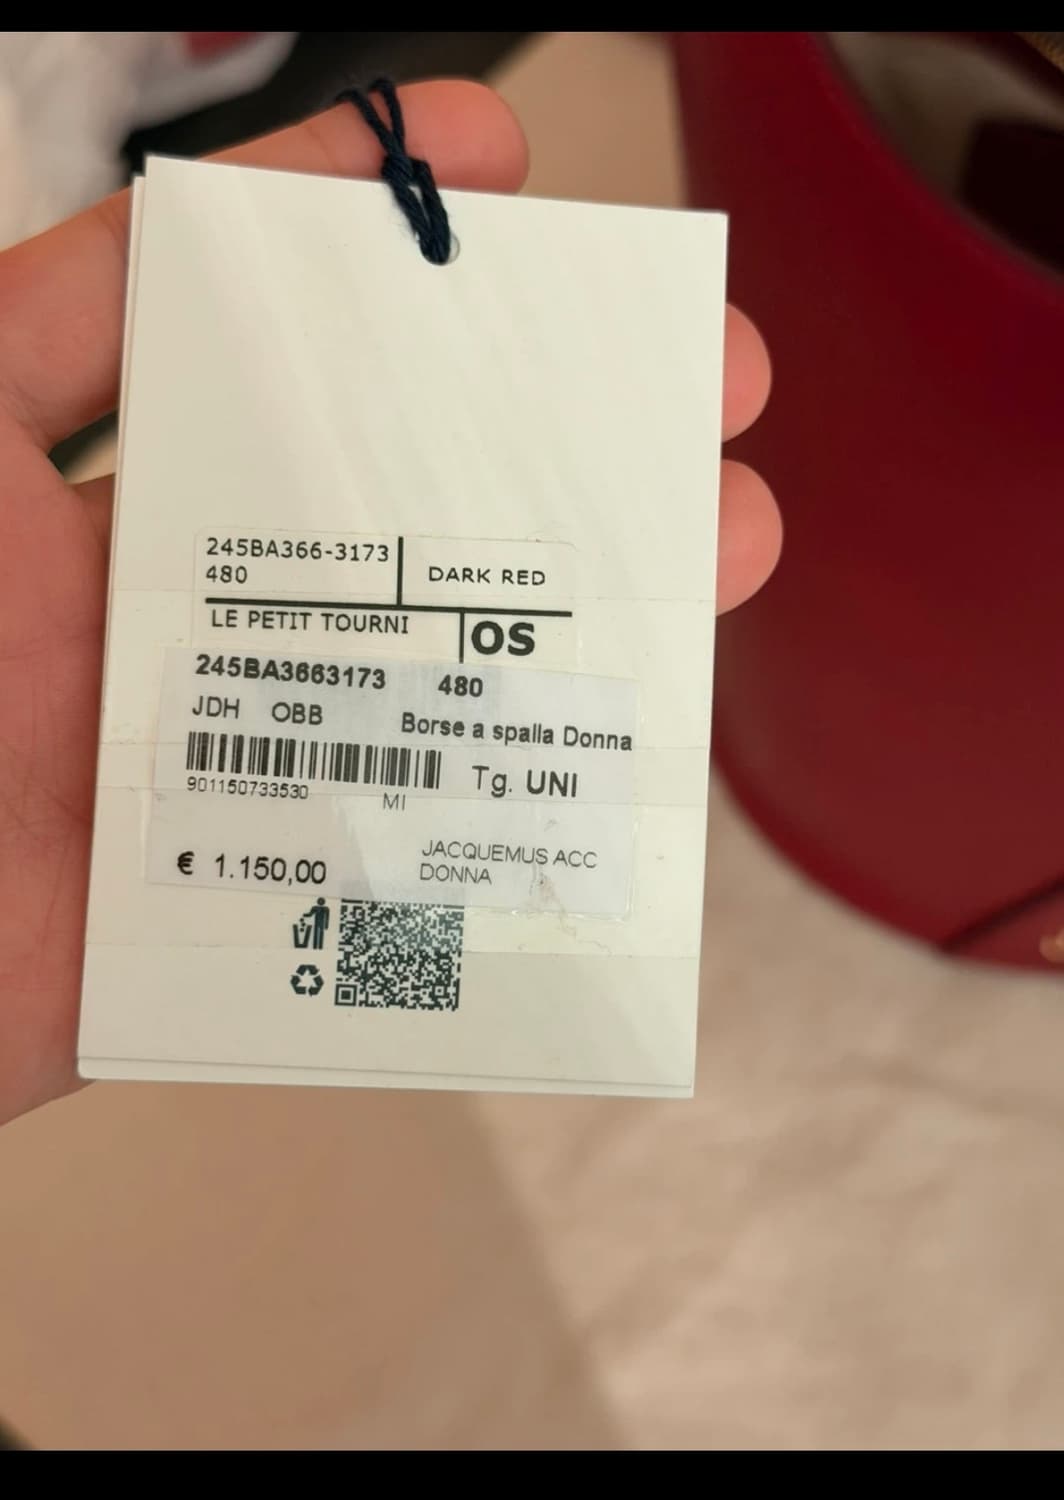 245BA366-3173
480
DARK RED
LE PETIT TOURNI
OS
245BA3663173 480
JDH OBB Borse a spalla Donna
901150733530
MI
Tg. UNI
€ 1.150,00
JACQUEMUS ACC
DONNA